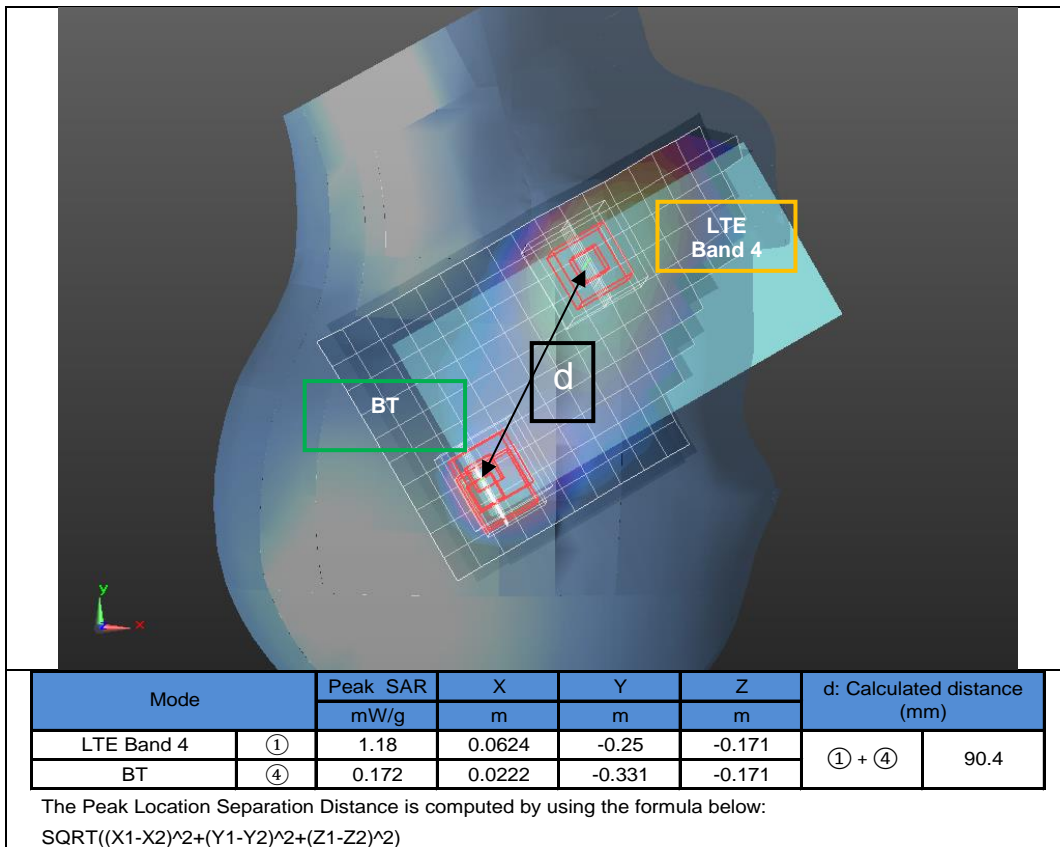 LTE
Band 4
d
BT
y
x
Mode Peak SAR X Y Z d: Calculated distance (mm)
mW/g m m m
LTE Band 4 ① 1.18 0.0624 -0.25 -0.171 ① + ④ 90.4
BT ④ 0.172 0.0222 -0.331 -0.171
The Peak Location Separation Distance is computed by using the formula below:
SQRT((X1-X2)^2+(Y1-Y2)^2+(Z1-Z2)^2)